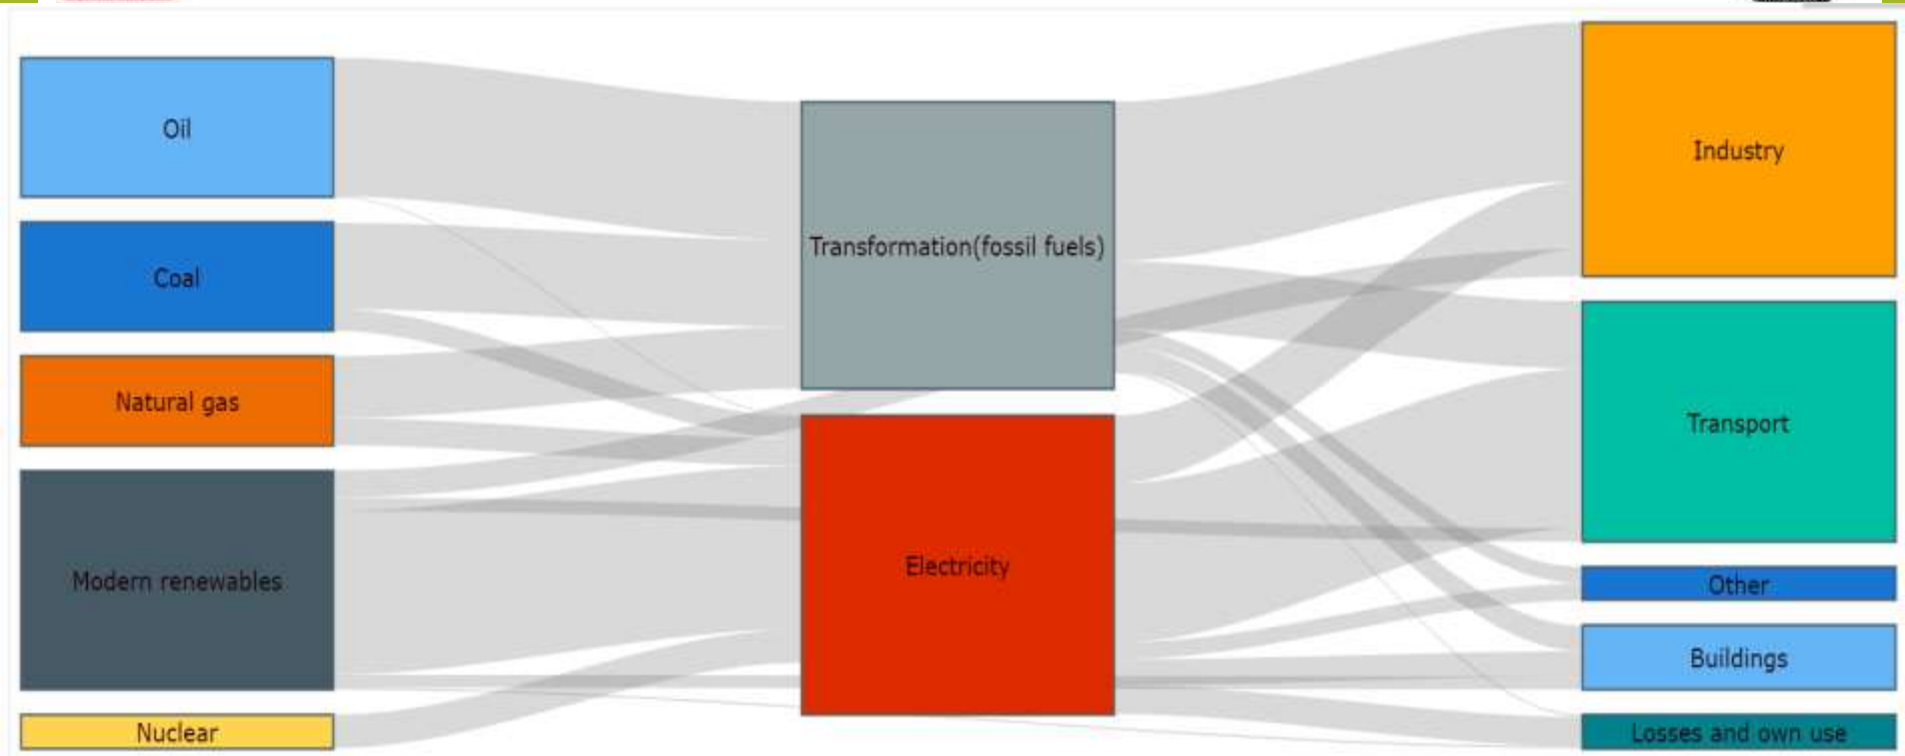 Oil
Coal
Natural gas
Modern renewables
Nuclear
Transformation(fossil fuels)
Electricity
Industry
Transport
Other
Buildings
Losses and own use